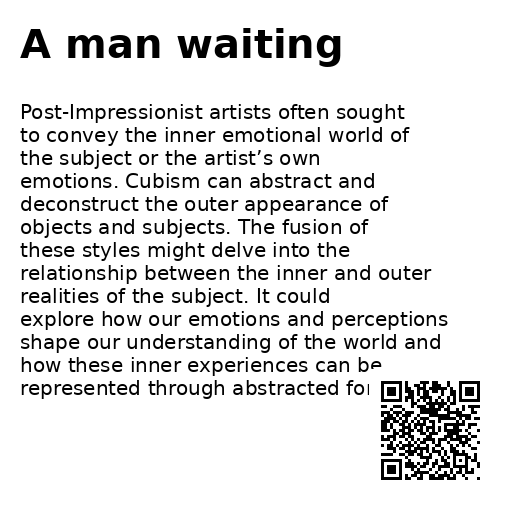 A man waiting
Post-Impressionist artists often sought
to convey the inner emotional world of
the subject or the artist’s own
emotions. Cubism can abstract and
deconstruct the outer appearance of
objects and subjects. The fusion of
these styles might delve into the
relationship between the inner and outer
realities of the subject. It could
explore how our emotions and perceptions
shape our understanding of the world and
how these inner experiences can be
represented through abstracted